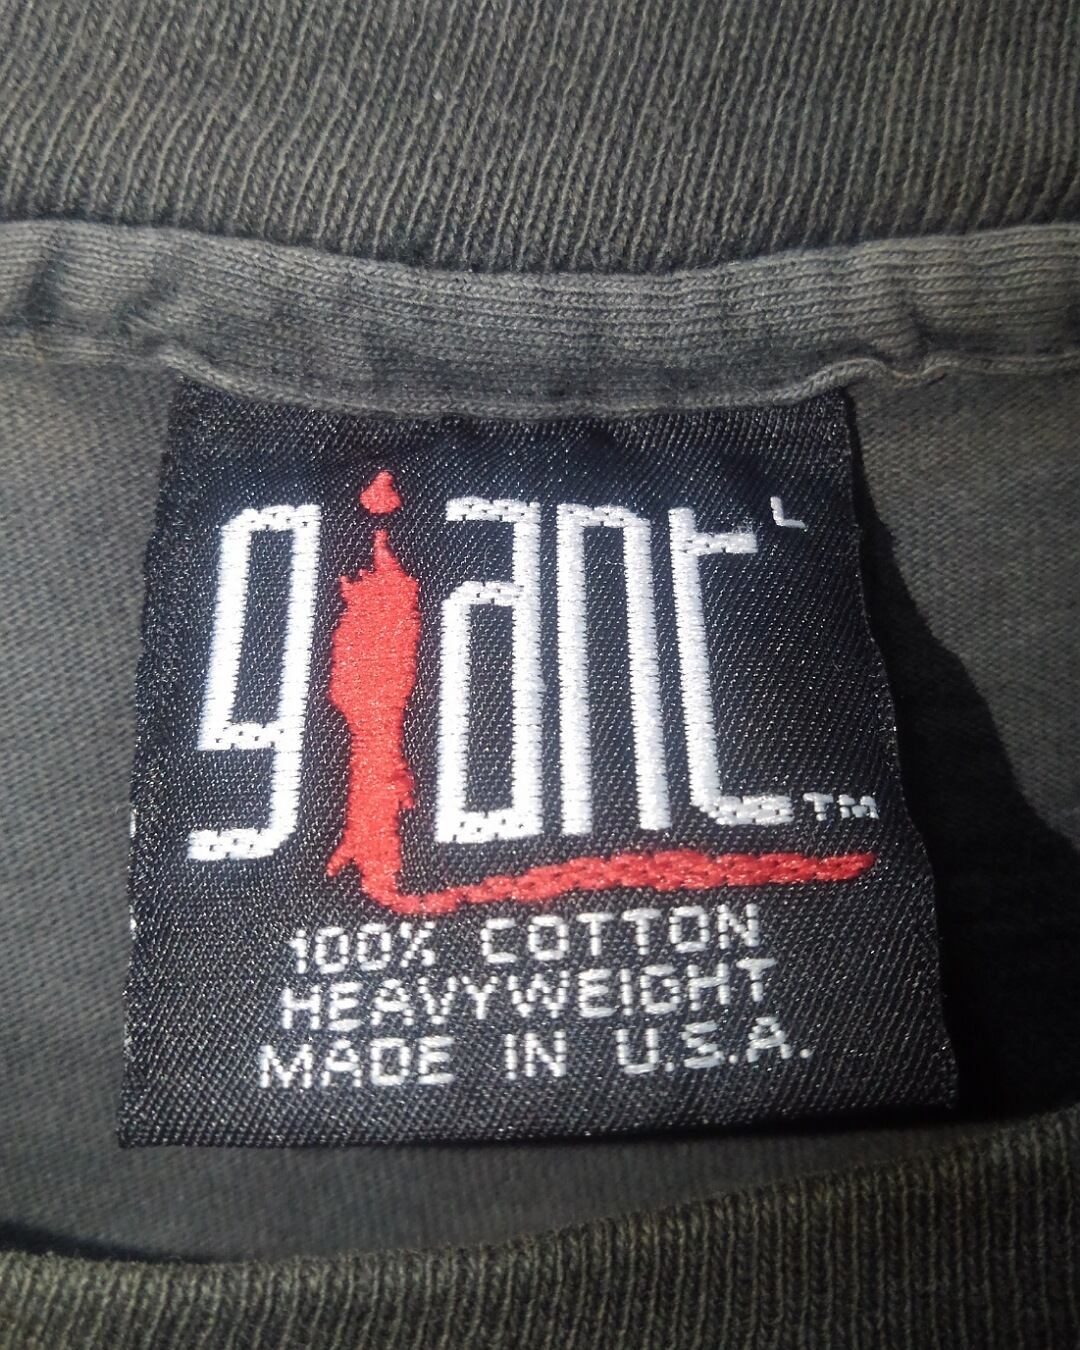 giant L
TM
100% COTTON
HEAVYWEIGHT
MADE IN U.S.A.